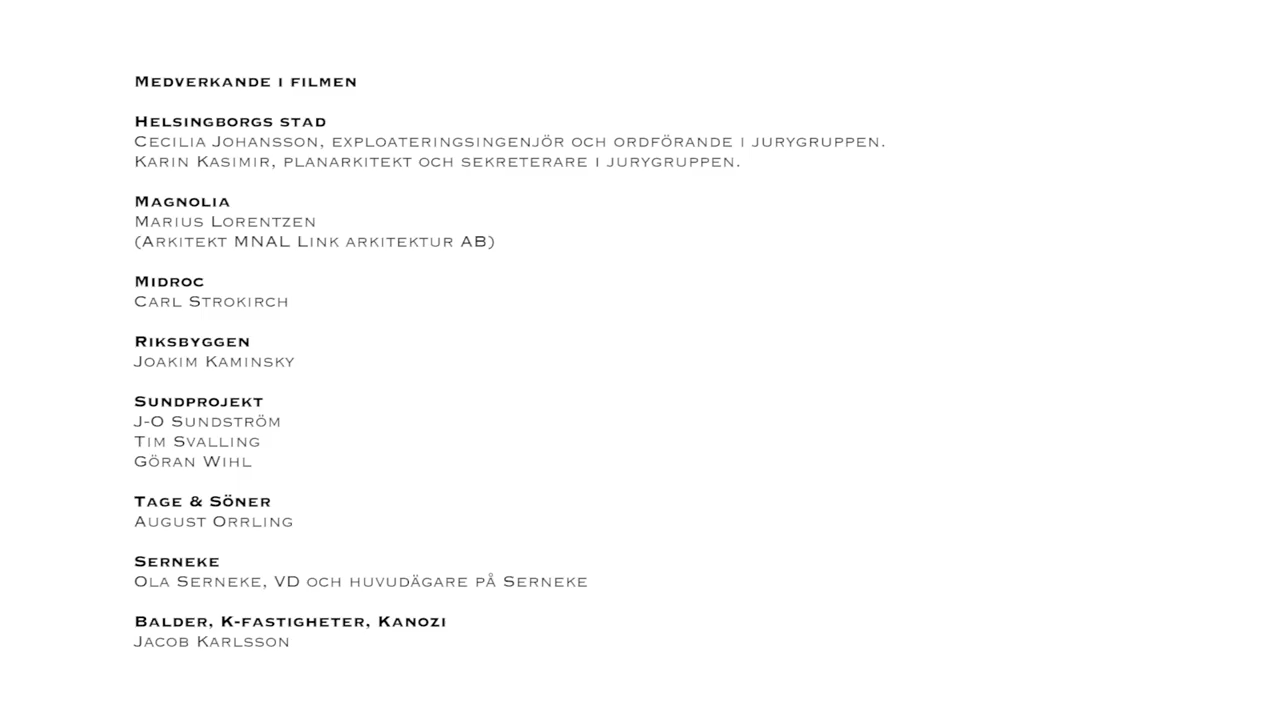 Medverkande i filmen
Helsingborgs stad
Cecilia Johansson, exploateringsingenjör och ordförande i jurygruppen.
Karin Kasimir, planarkitekt och sekreterare i jurygruppen.
Magnolia
Marius Lorentzen
(Arkitekt MNAL Link arkitektur AB)
Midroc
Carl Strokirch
Riksbyggen
Joakim Kaminsky
Sundprojekt
J-O Sundström
Tim Svalling
Göran Wihl
Tage & Söner
August Orrling
Serneke
Ola Serneke, VD och huvudägare på Serneke
Balder, K-fastigheter, Kanozi
Jacob Karlsson